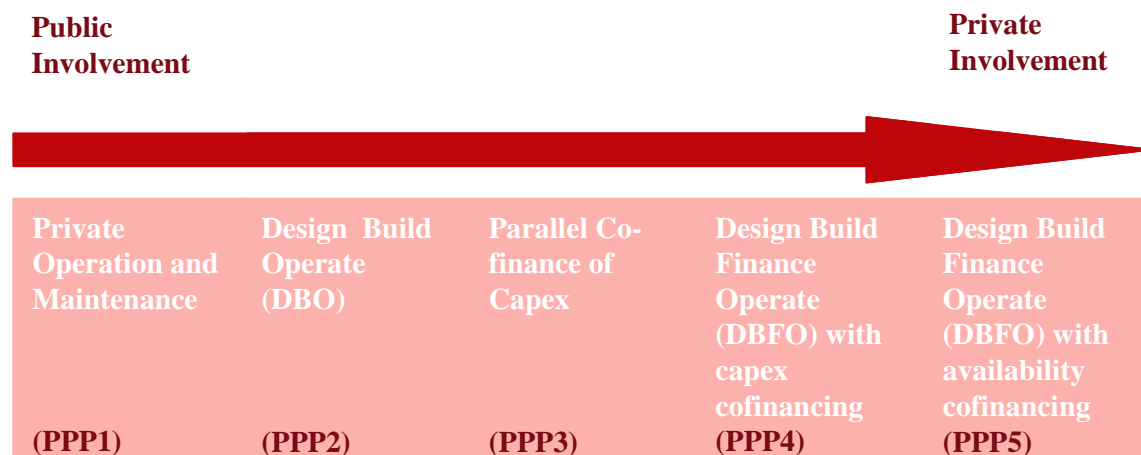 Public
Involvement
Private
Involvement
Private
Operation and
Maintenance
(PPP1)
Design Build
Operate
(DBO)
(PPP2)
Parallel Co-
finance of
Capex
(PPP3)
Design Build
Finance
Operate
(DBFO) with
capex
cofinancing
(PPP4)
Design Build
Finance
Operate
(DBFO) with
availability
cofinancing
(PPP5)